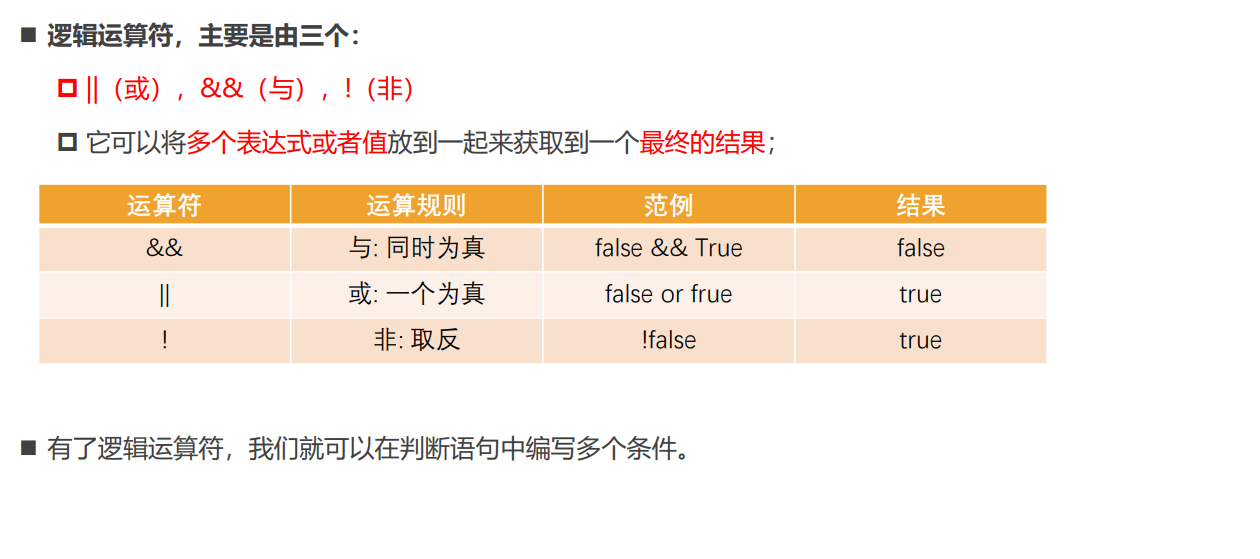 逻辑运算符，主要是由三个：
||（或），&&（与），!（非）
它可以将多个表达式或者值放到一起来获取到一个最终的结果；
运算符 运算规则 范例 结果
&& 与: 同时为真 false && True false
|| 或: 一个为真 false or frue true
! 非: 取反 !false true
有了逻辑运算符，我们就可以在判断语句中编写多个条件。